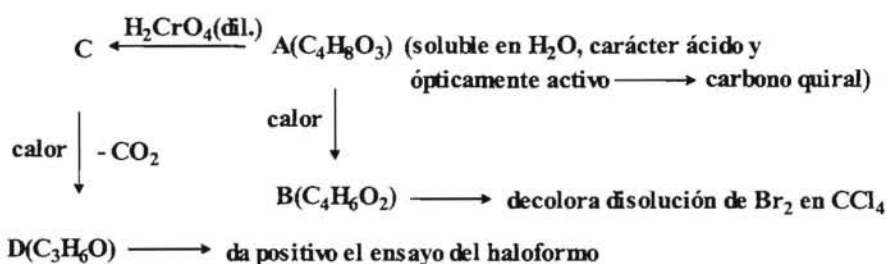 H₂CrO₄(dil.)
C ← A(C₄H₈O₃) (soluble en H₂O, carácter ácido y
ópticamente activo → carbono quiral)
calor - CO₂ calor
B(C₄H₆O₂) → decolora disolución de Br₂ en CCl₄
D(C₃H₆O) → da positivo el ensayo del haloformo